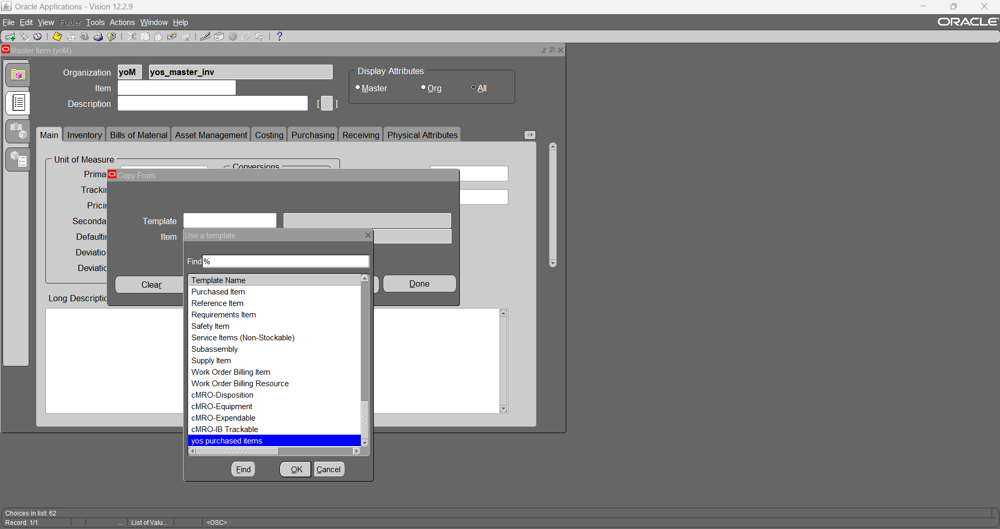 Oracle Applications - Vision 12.2.9
File Edit View Folder Tools Actions Window Help
ORACLE
Master Item (yoM)
Organization yoM yos_master_inv
Item
Description [ ]
Display Attributes
Master Org All
Main Inventory Bills of Material Asset Management Costing Purchasing Receiving Physical Attributes
Unit of Measure
Conversions
Prima
Trackin
Pricin
Seconda
Defaultin
Deviatio
Deviatio
Long Descriptio
Copy From
Template
Item
Clear
Done
Use a template
Find %
Template Name
Purchased Item
Reference Item
Requirements Item
Safety Item
Service Items (Non-Stockable)
Subassembly
Supply Item
Work Order Billing Item
Work Order Billing Resource
cMRO-Disposition
cMRO-Equipment
cMRO-Expendable
cMRO-IB Trackable
yos purchased items
Find OK Cancel
Choices in list: 62
Record: 1/1 ... List of Valu... <OSC>